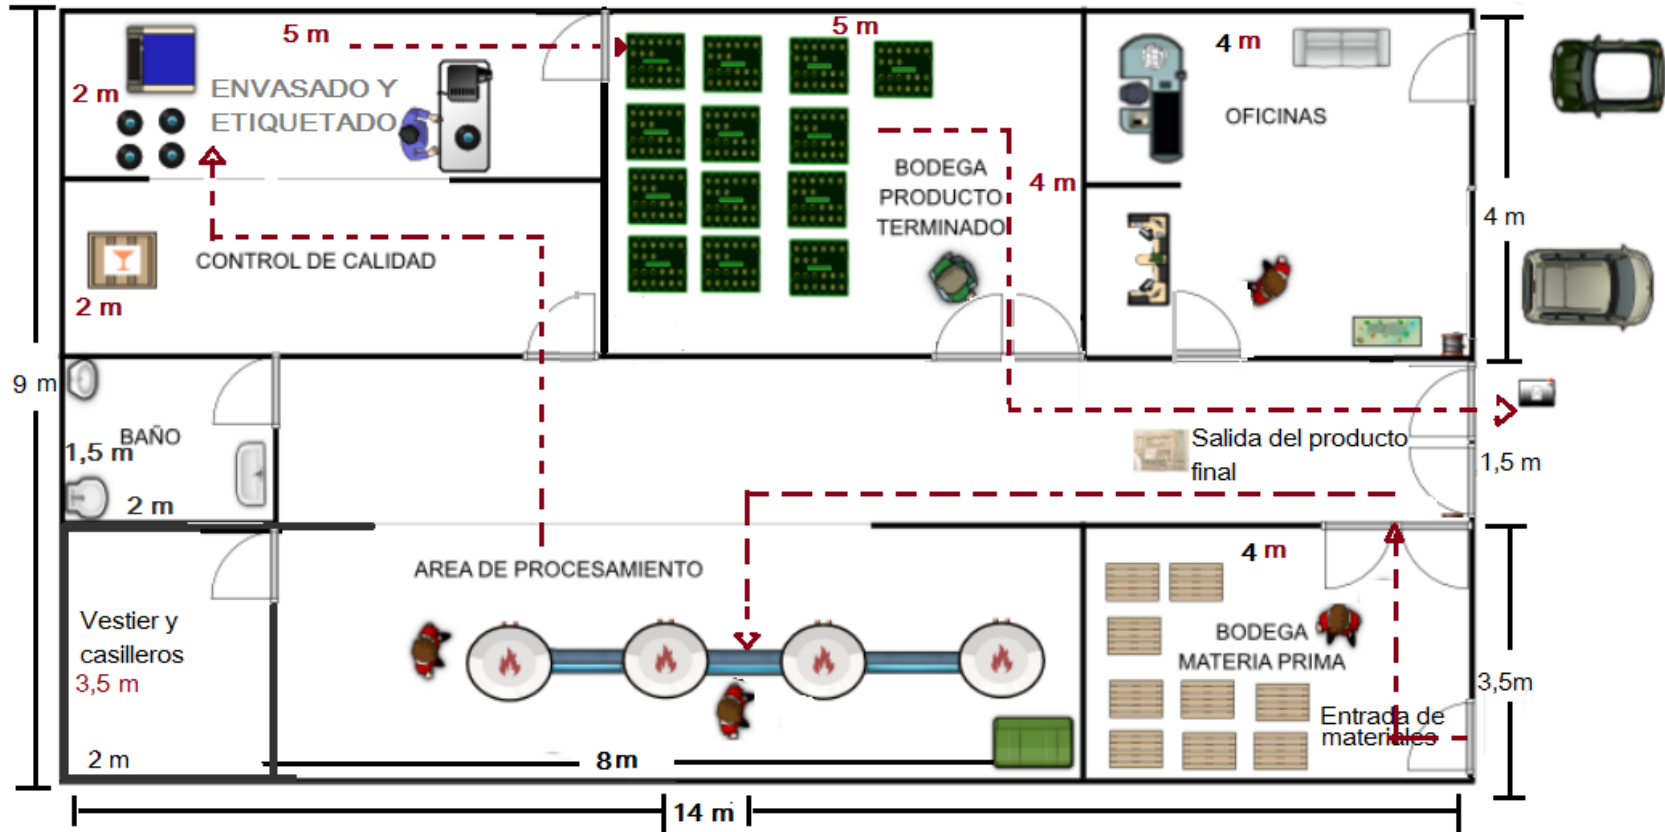 5 m
5 m
4 m
2 m
ENVASADO Y
ETIQUETADO
OFICINAS
BODEGA
PRODUCTO
TERMINADO
4 m
4 m
CONTROL DE CALIDAD
2 m
9 m
BAÑO
1,5 m
2 m
Salida del producto
final
1,5 m
4 m
AREA DE PROCESAMIENTO
Vestier y
casilleros
3,5 m
BODEGA
MATERIA PRIMA
3,5m
Entrada de
materiales
2 m
8m
14 m